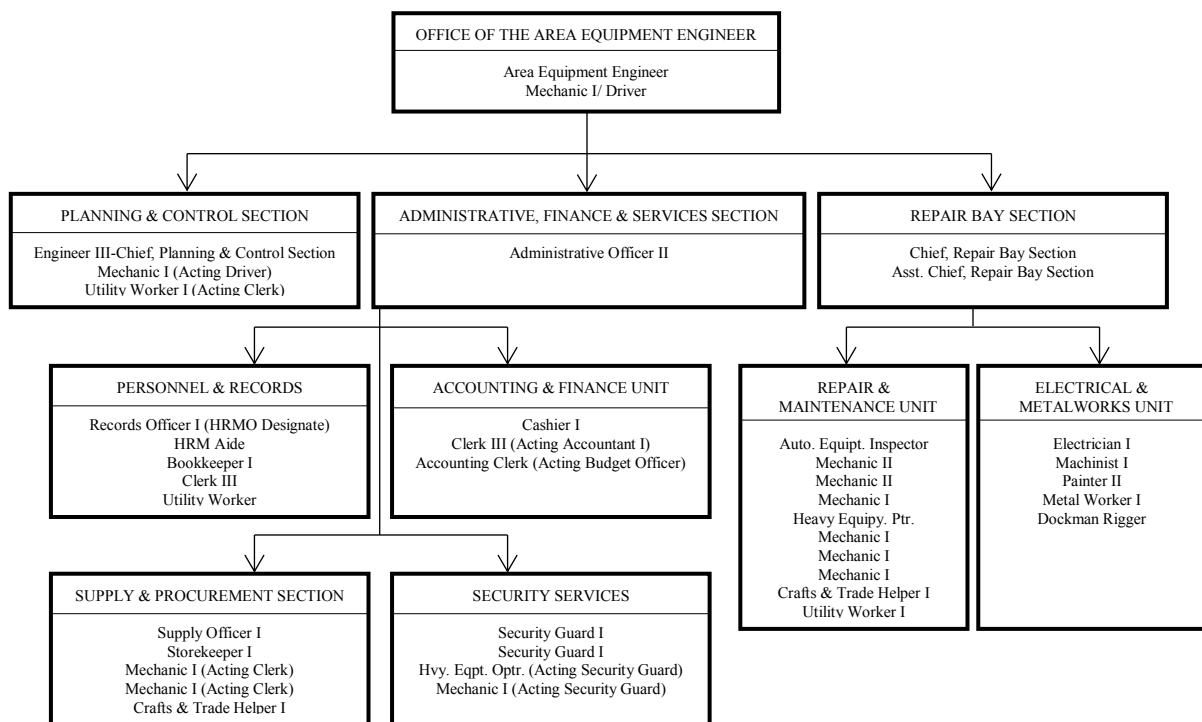 OFFICE OF THE AREA EQUIPMENT ENGINEER
Area Equipment Engineer
Mechanic I/ Driver
PLANNING & CONTROL SECTION
Engineer III-Chief, Planning & Control Section
Mechanic I (Acting Driver)
Utility Worker I (Acting Clerk)
ADMINISTRATIVE, FINANCE & SERVICES SECTION
Administrative Officer II
REPAIR BAY SECTION
Chief, Repair Bay Section
Asst. Chief, Repair Bay Section
PERSONNEL & RECORDS
Records Officer I (HRMO Designate)
HRM Aide
Bookkeeper I
Clerk III
Utility Worker
ACCOUNTING & FINANCE UNIT
Cashier I
Clerk III (Acting Accountant I)
Accounting Clerk (Acting Budget Officer)
REPAIR &
MAINTENANCE UNIT
Auto. Equipt. Inspector
Mechanic II
Mechanic II
Mechanic I
Heavy Equipy. Ptr.
Mechanic I
Mechanic I
Mechanic I
Crafts & Trade Helper I
Utility Worker I
ELECTRICAL &
METALWORKS UNIT
Electrician I
Machinist I
Painter II
Metal Worker I
Dockman Rigger
SUPPLY & PROCUREMENT SECTION
Supply Officer I
Storekeeper I
Mechanic I (Acting Clerk)
Mechanic I (Acting Clerk)
Crafts & Trade Helper I
SECURITY SERVICES
Security Guard I
Security Guard I
Hvy. Eqpt. Optr. (Acting Security Guard)
Mechanic I (Acting Security Guard)